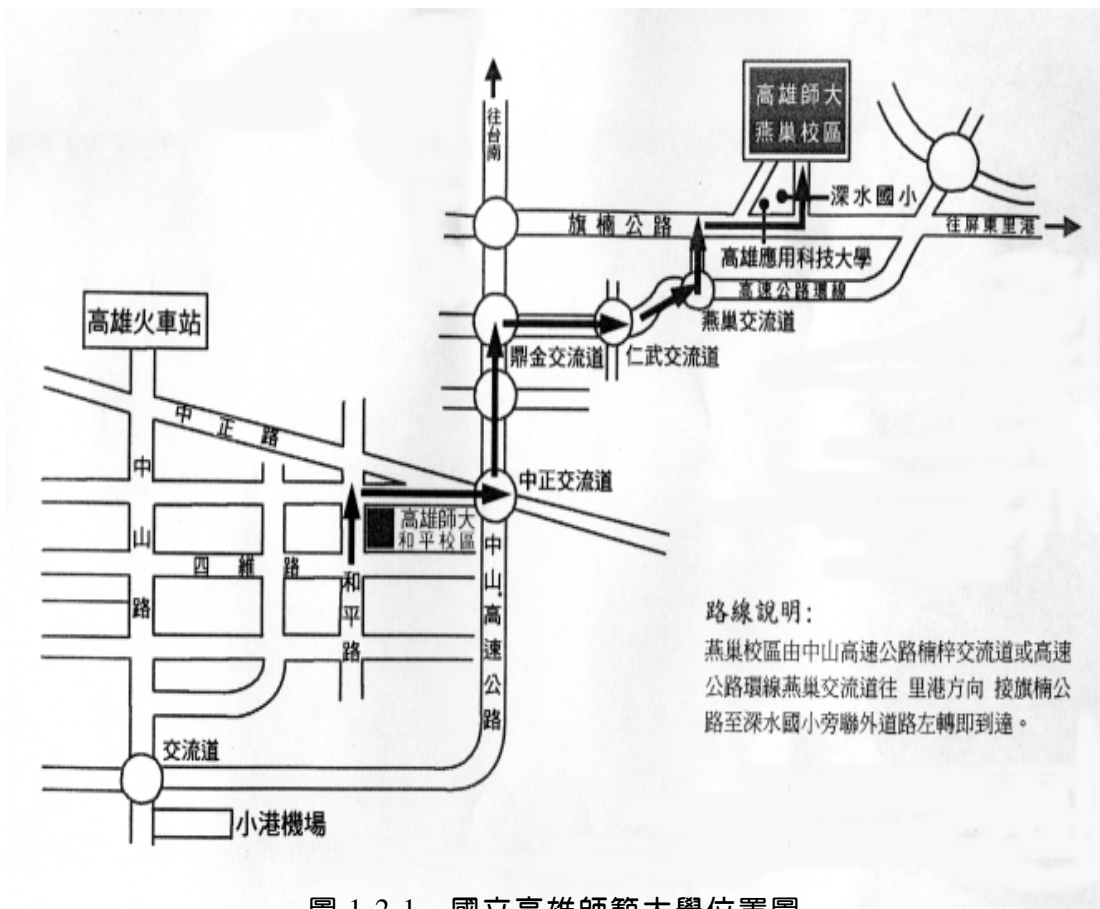 高雄師大
燕巢校區
往台南
深水國小
旗楠公路
往屏東里港
高雄應用科技大學
高速公路環線
燕巢交流道
高雄火車站
鼎金交流道
仁武交流道
中正路
中正交流道
高雄師大
和平校區
中山路
四維路
和平路
中山高速公路
路線說明:
燕巢校區由中山高速公路楠梓交流道或高速
公路環線燕巢交流道往 里港方向 接旗楠公
路至深水國小旁聯外道路左轉即到達。
交流道
小港機場
圖 1-2-1 國立高雄師範大學位置圖